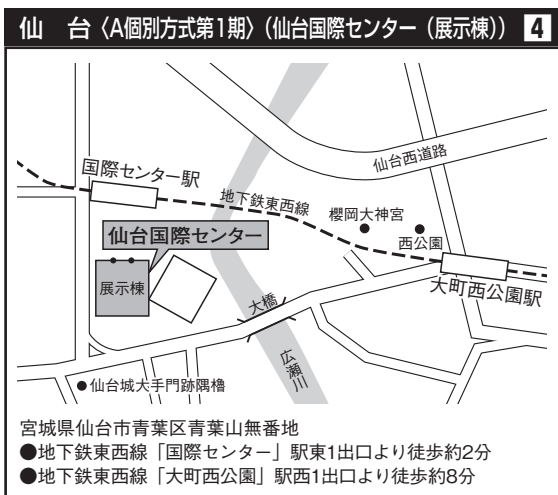 仙 台〈A個別方式第1期〉(仙台国際センター(展示棟)) 4
仙台西道路
国際センター駅
地下鉄東西線
櫻岡大神宮
西公園
仙台国際センター
大町西公園駅
展示棟
大橋
広瀬川
●仙台城大手門跡隅櫓
宮城県仙台市青葉区青葉山無番地
●地下鉄東西線「国際センター」駅東1出口より徒歩約2分
●地下鉄東西線「大町西公園」駅西1出口より徒歩約8分